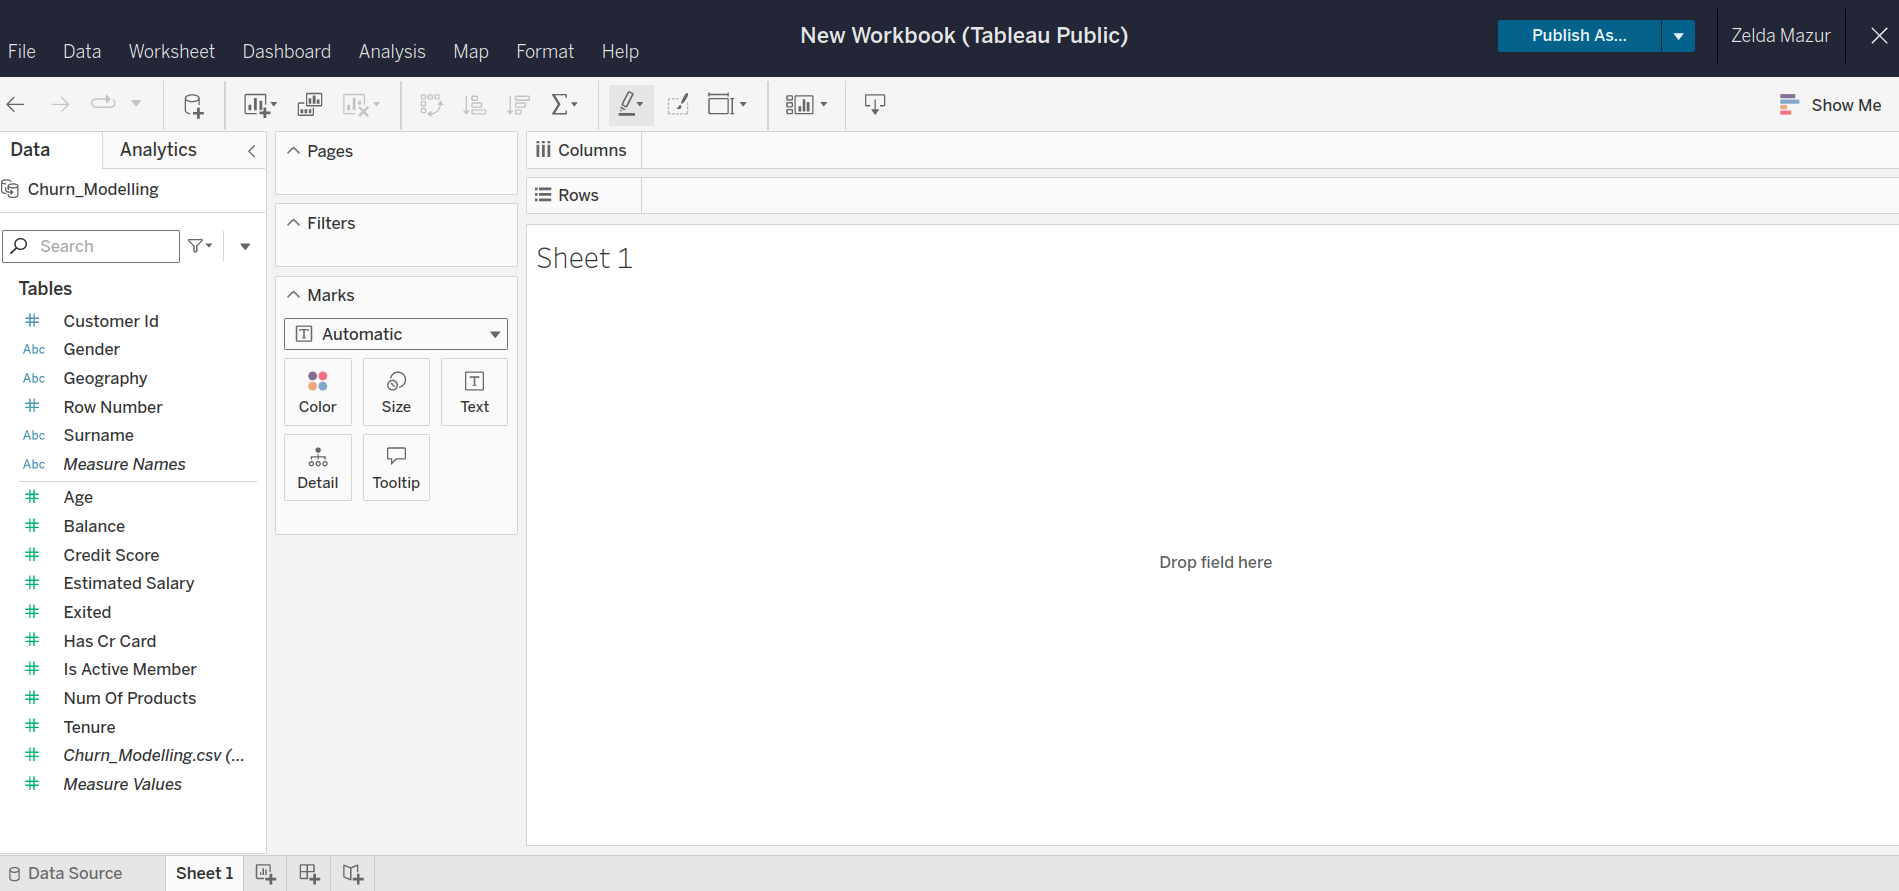 New Workbook (Tableau Public)
Publish As...
Zelda Mazur
File Data Worksheet Dashboard Analysis Map Format Help
Show Me
Data Analytics
Churn_Modelling
Search
Tables
Customer Id
Abc Gender
Abc Geography
Row Number
Abc Surname
Abc Measure Names
Age
Balance
Credit Score
Estimated Salary
Exited
Has Cr Card
Is Active Member
Num Of Products
Tenure
Churn_Modelling.csv (...
Measure Values
Pages
Filters
Marks
Automatic
Color Size Text
Detail Tooltip
Columns
Rows
Sheet 1
Drop field here
Data Source Sheet 1